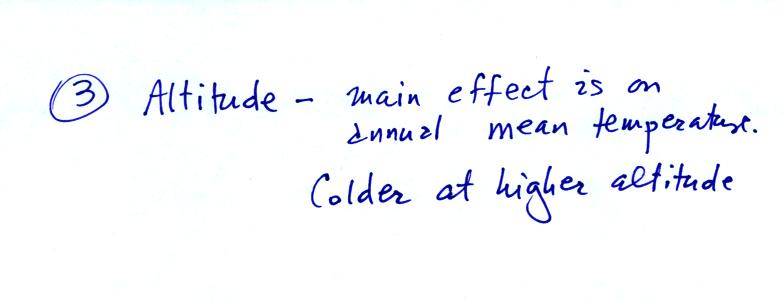 ③ Altitude – main effect is on
annual mean temperature.
Colder at higher altitude